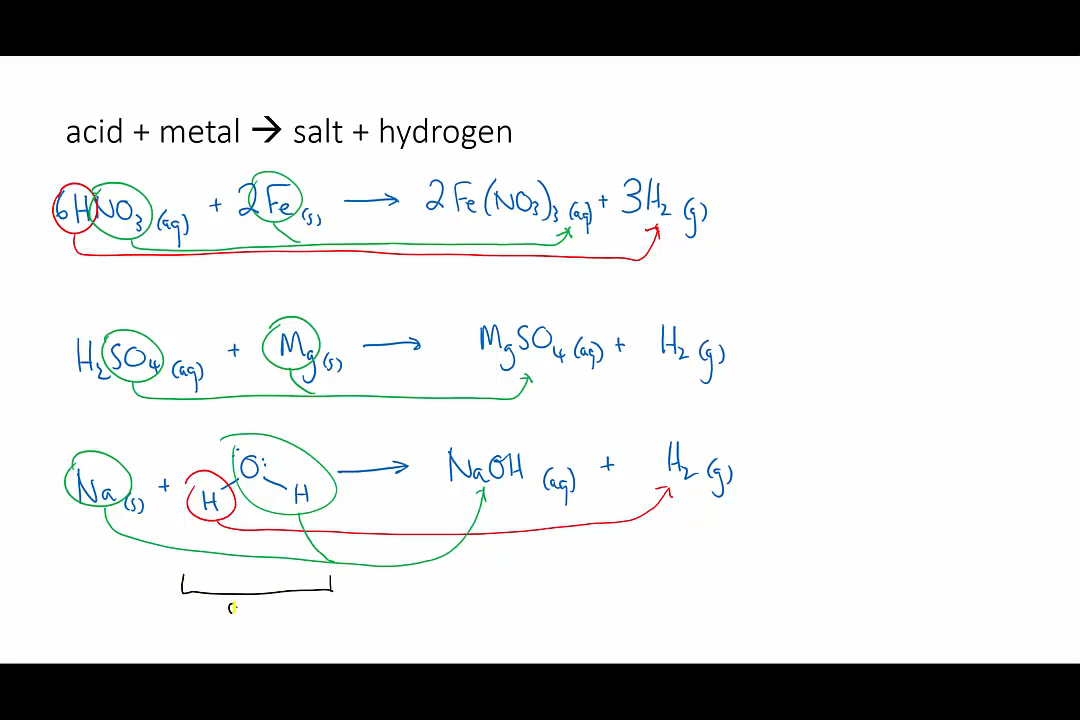 acid + metal → salt + hydrogen
6HNO₃ (aq) + 2Fe (s) → 2Fe(NO₃)₃ (aq) + 3H₂ (g)
H₂SO₄ (aq) + Mg (s) → MgSO₄ (aq) + H₂ (g)
Na (s) + H O: H → NaOH (aq) + H₂ (g)